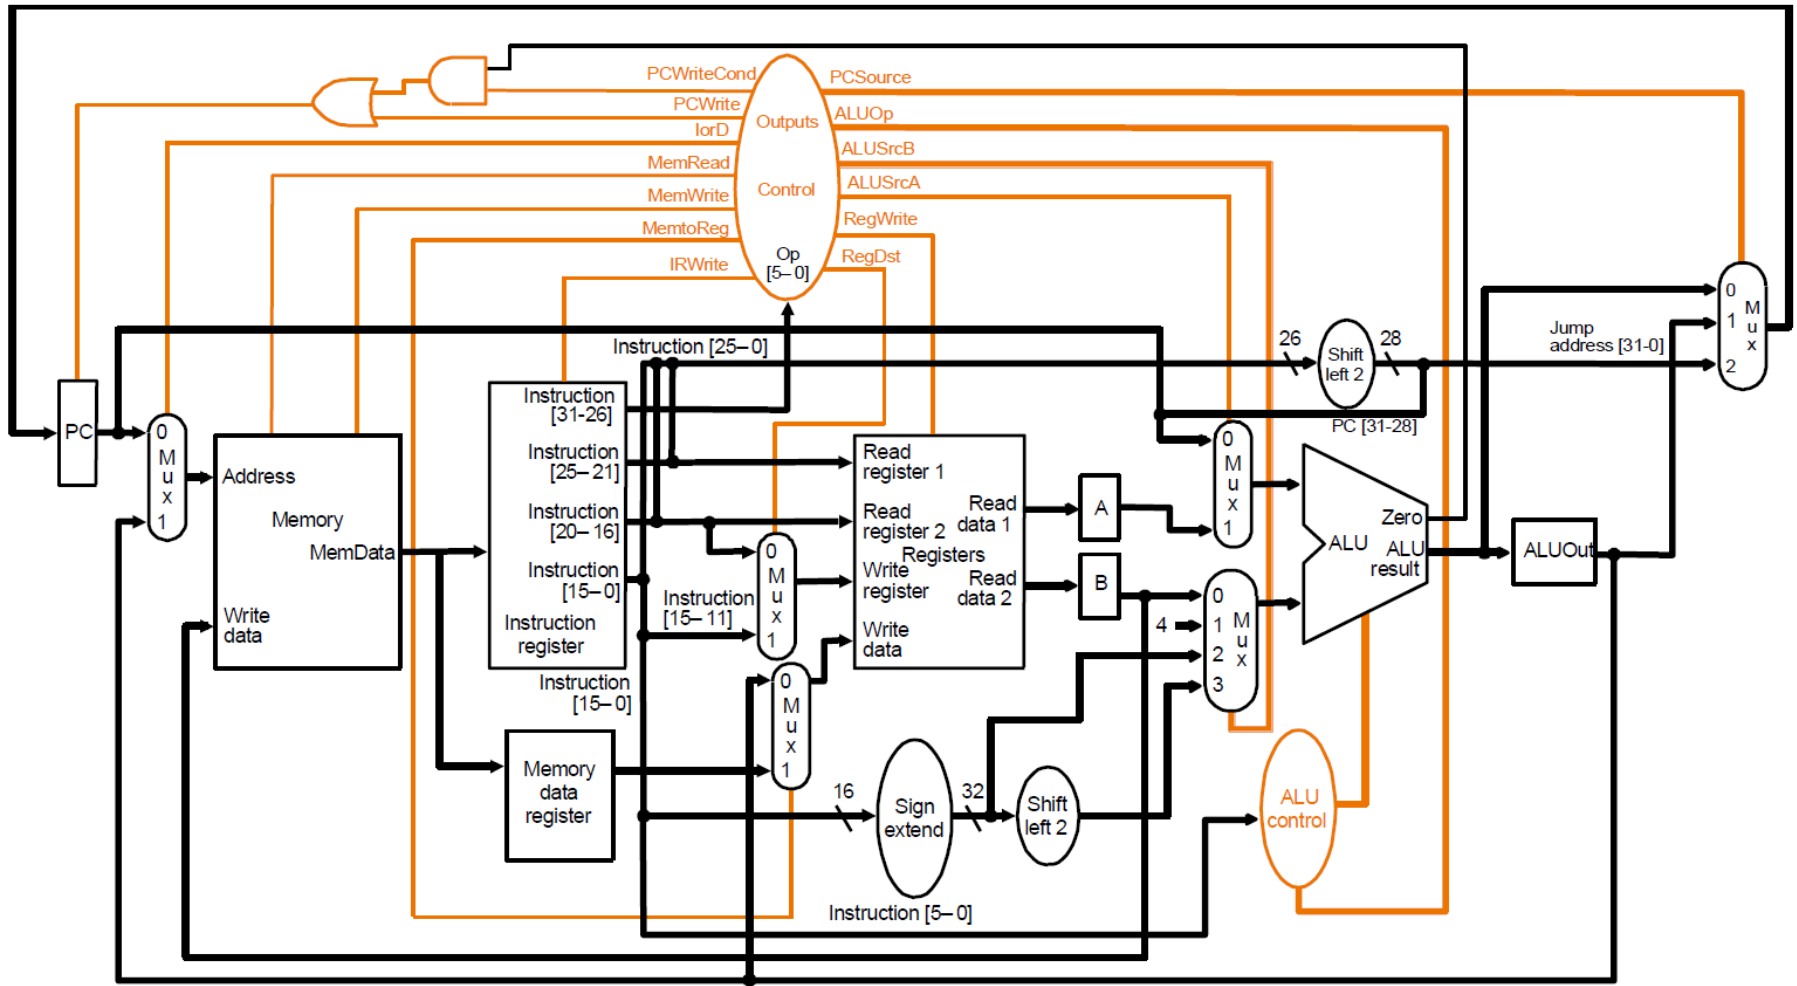 PCWriteCond
PCWrite
IorD
MemRead
MemWrite
MemtoReg
IRWrite
Outputs
Control
Op
[5–0]
PCSource
ALUOp
ALUSrcB
ALUSrcA
RegWrite
RegDst
Instruction [25–0]
26
Shift
left 2
28
Jump
address [31-0]
PC [31-28]
0
1
2
M
u
x
PC
0
M
u
x
1
Address
Memory
MemData
Write
data
Instruction
[31-26]
Instruction
[25–21]
Instruction
[20–16]
Instruction
[15–0]
Instruction
register
Instruction
[15–0]
Instruction
[15–11]
0
M
u
x
1
Read
register 1
Read
register 2
Registers
Write
register
Write
data
Read
data 1
Read
data 2
A
B
0
M
u
x
1
4
0
1
2
3
M
u
x
Zero
ALU
ALU
result
ALUOut
0
M
u
x
1
Memory
data
register
16
Sign
extend
32
Shift
left 2
ALU
control
Instruction [5–0]